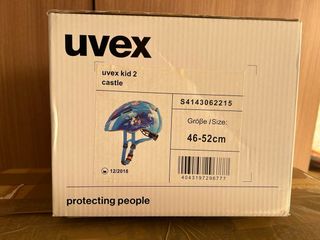 uvex
uvex kid 2
castle
S4143062215
Größe/Size:
46-52cm
12/2018
4043197296777
protecting people